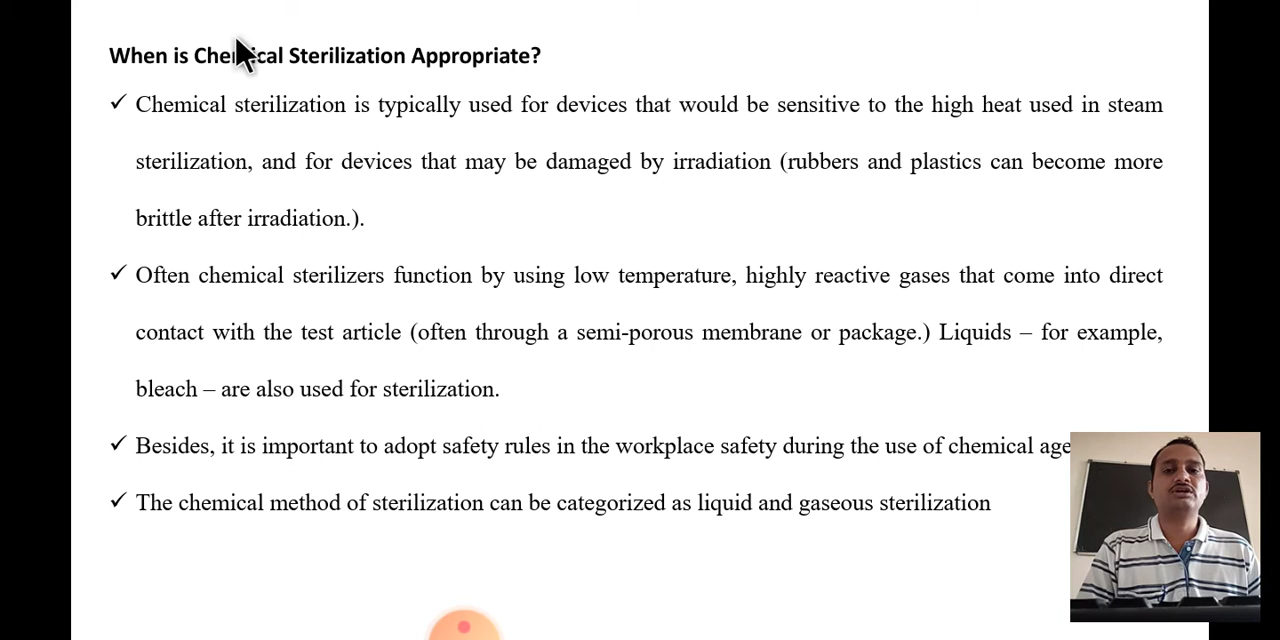 When is Chemical Sterilization Appropriate?
✓ Chemical sterilization is typically used for devices that would be sensitive to the high heat used in steam
sterilization, and for devices that may be damaged by irradiation (rubbers and plastics can become more
brittle after irradiation.).
✓ Often chemical sterilizers function by using low temperature, highly reactive gases that come into direct
contact with the test article (often through a semi-porous membrane or package.) Liquids – for example,
bleach – are also used for sterilization.
✓ Besides, it is important to adopt safety rules in the workplace safety during the use of chemical age
✓ The chemical method of sterilization can be categorized as liquid and gaseous sterilization